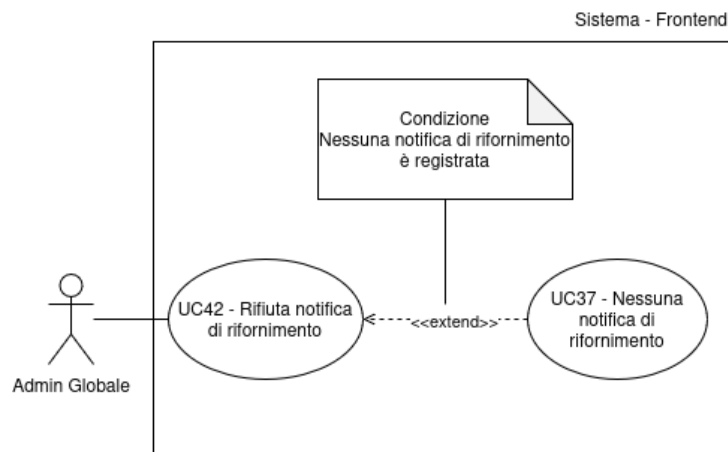 Sistema - Frontend
Condizione
Nessuna notifica di rifornimento
è registrata
UC42 - Rifiuta notifica
di rifornimento
<<extend>>
UC37 - Nessuna
notifica di
rifornimento
Admin Globale